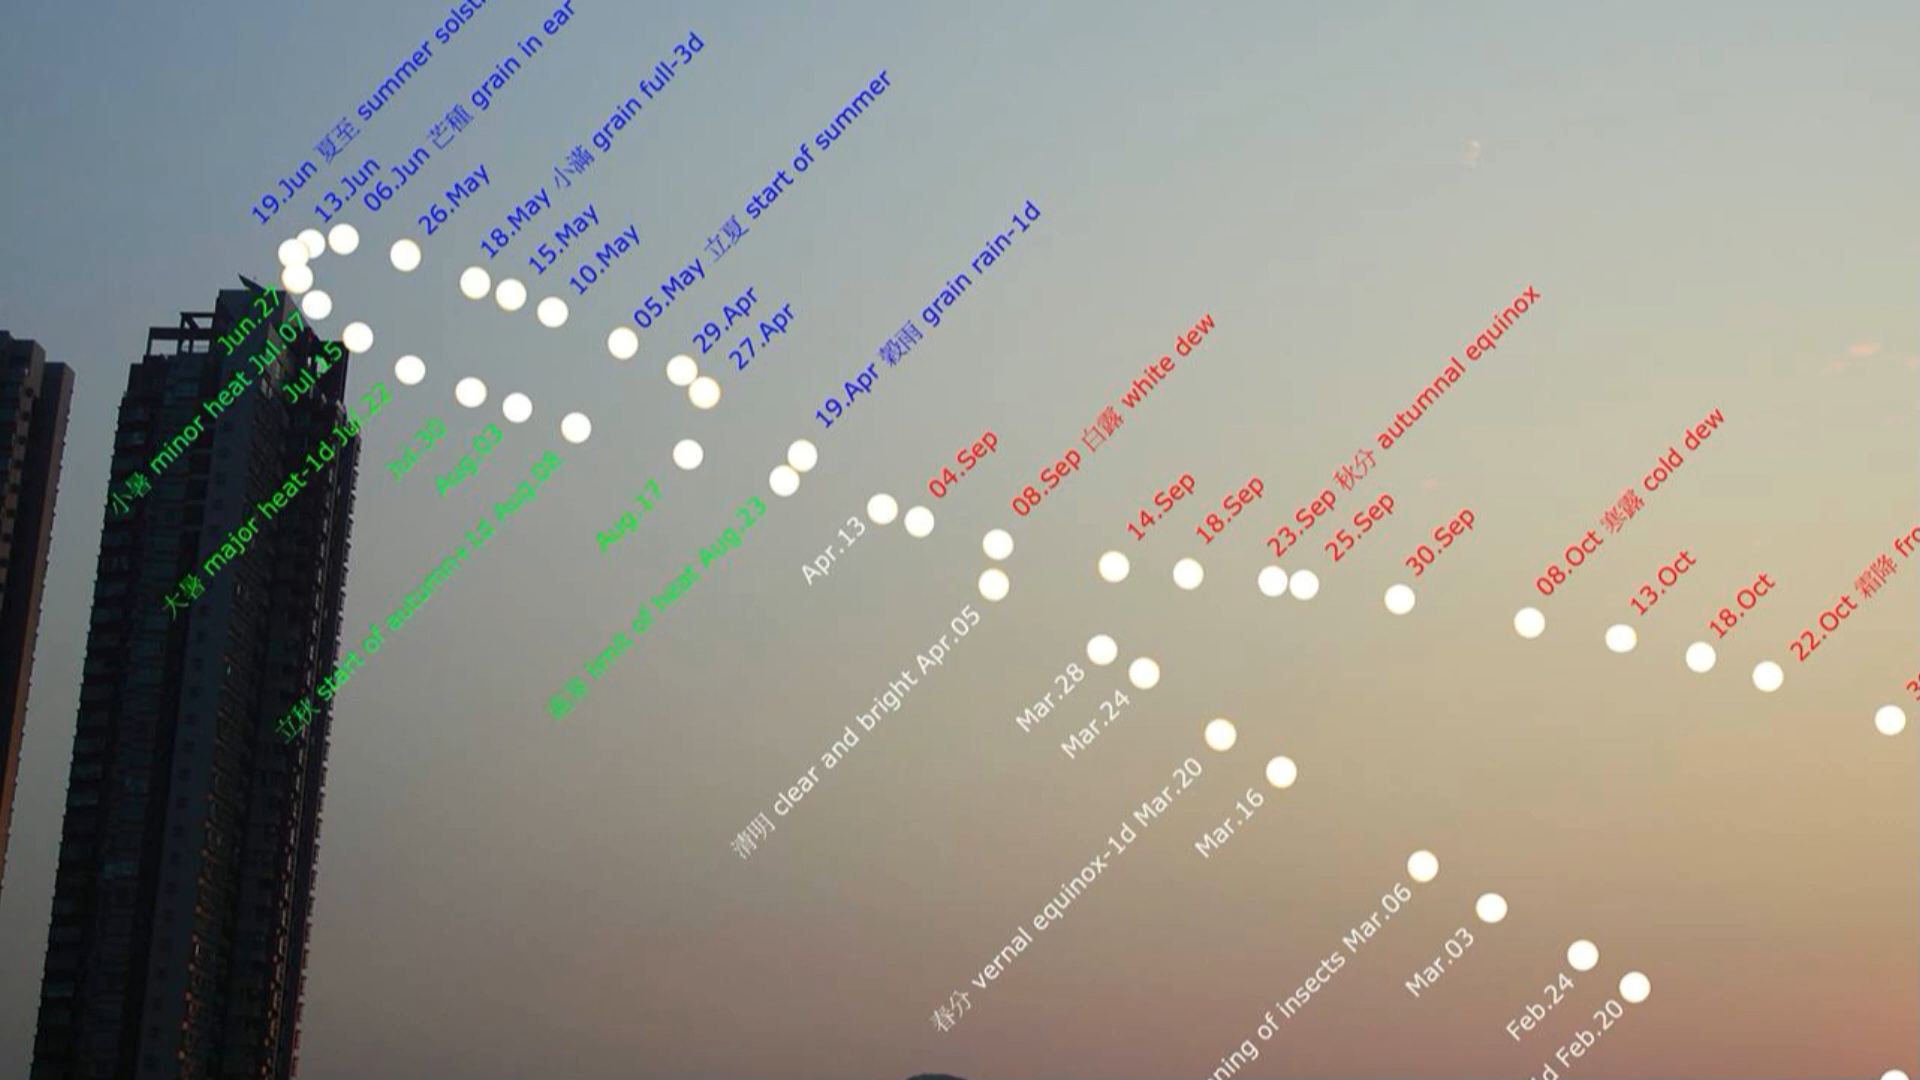 19.Jun 夏至 summer
13.Jun
06.Jun 芒種 grain in ear
26.May
18.May 小滿 grain full-3d
15.May
10.May
05.May 立夏 start of summer
29.Apr
27.Apr
19.Apr 穀雨 grain rain-1d
04.Sep
08.Sep 白露 white dew
14.Sep
18.Sep
23.Sep 秋分 autumnal equinox
25.Sep
30.Sep
08.Oct 寒露 cold dew
13.Oct
18.Oct
22.Oct 霜降
Jun.27
小暑 minor heat Jul.07
Jul.15
大暑 major heat-1d Jul.22
Jul.30
Aug.03
立秋 start of autumn+1d Aug.08
Aug.17
limit of heat Aug.23
Apr.13
清明 clear and bright Apr.05
Mar.28
Mar.24
春分 vernal equinox-1d Mar.20
Mar.16
of insects Mar.06
Mar.03
Feb.24
Feb.20